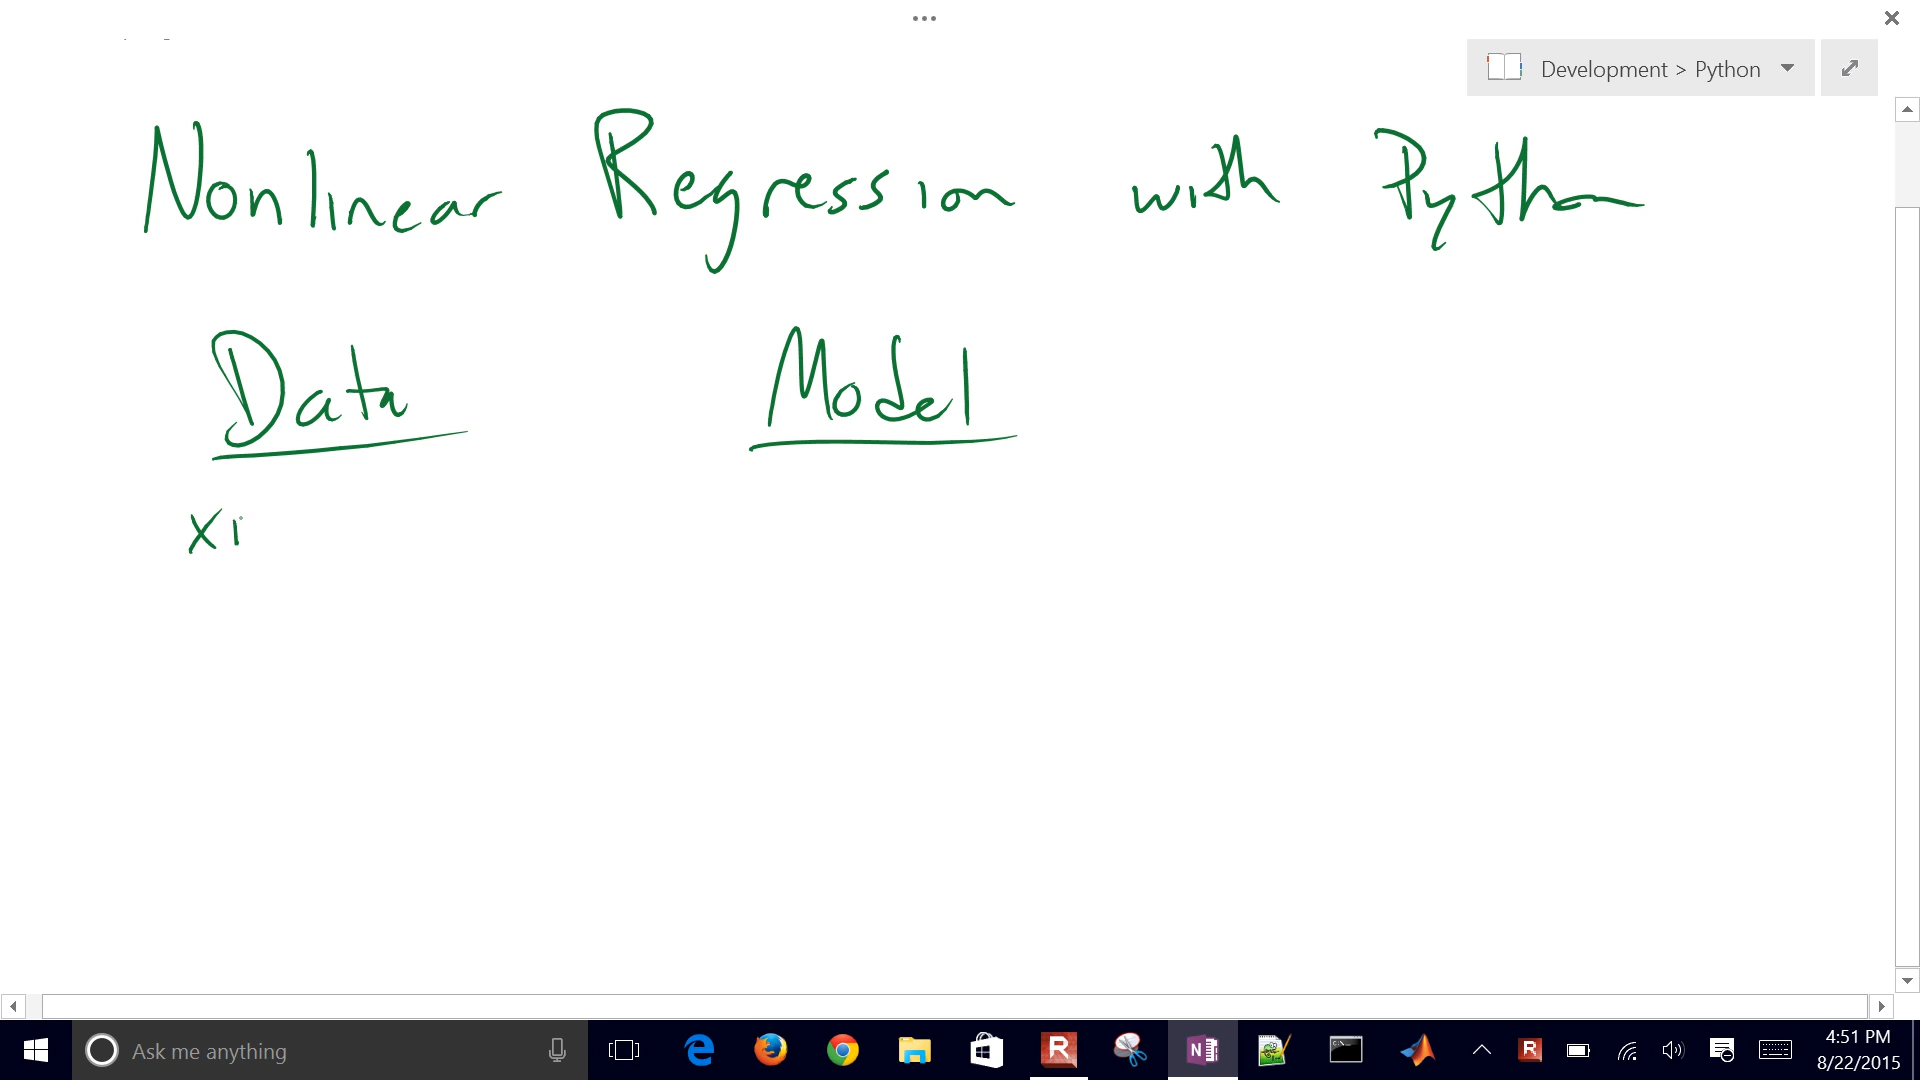 Development > Python
Nonlinear Regression with Python
Data Model
xi
Ask me anything
4:51 PM
8/22/2015